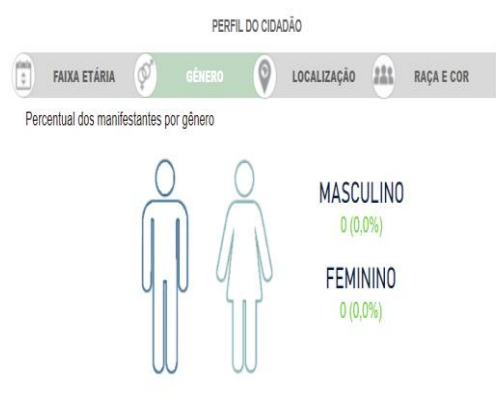 PERFIL DO CIDADÃO
FAIXA ETÁRIA GÊNERO LOCALIZAÇÃO RAÇA E COR
Percentual dos manifestantes por gênero
MASCULINO
0 (0,0%)
FEMININO
0 (0,0%)